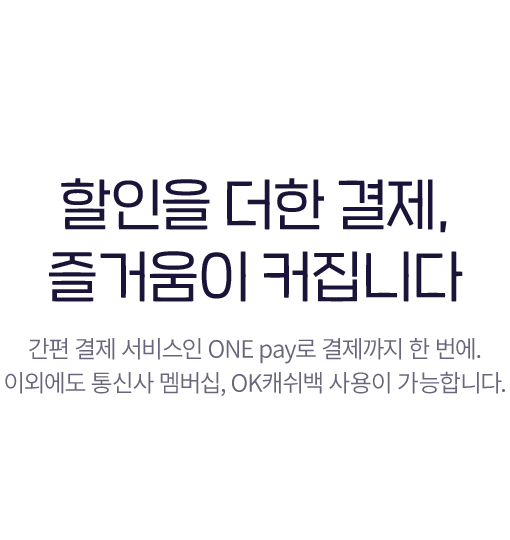 할인을 더한 결제,
즐거움이 커집니다
간편 결제 서비스인 ONE pay로 결제까지 한 번에.
이외에도 통신사 멤버십, OK캐쉬백 사용이 가능합니다.